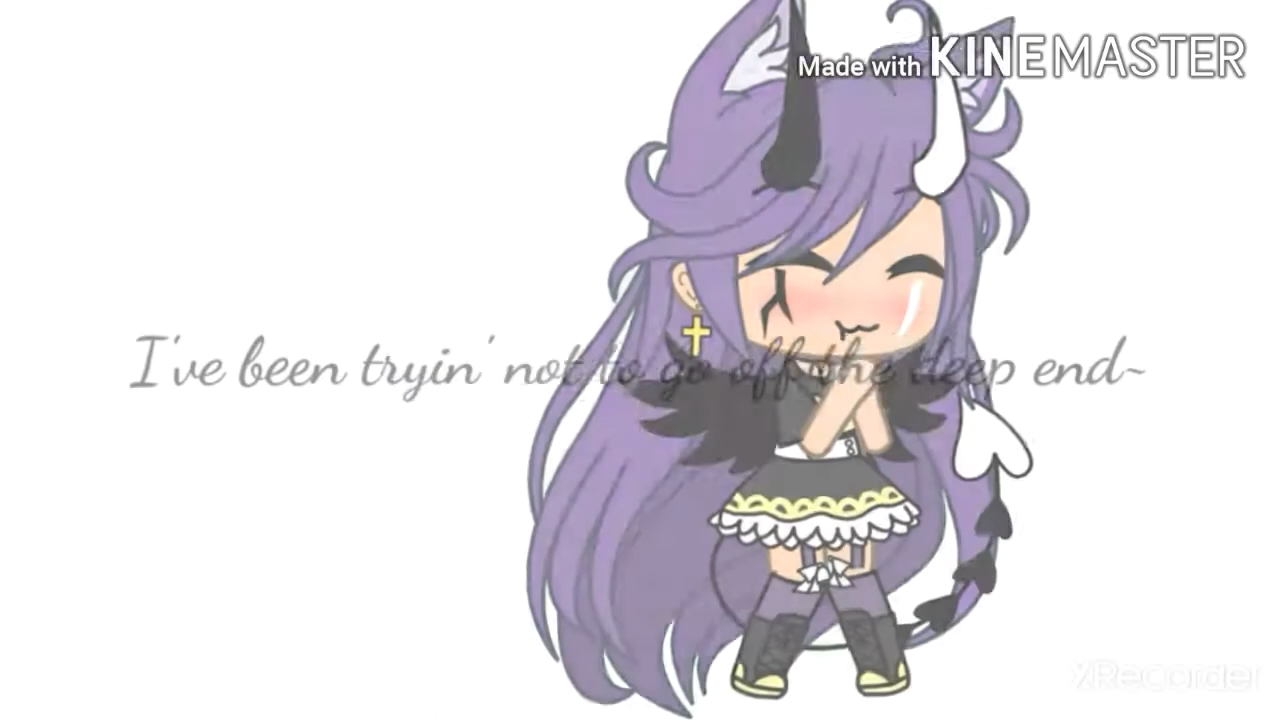 Made with KINEMASTER
I've been tryin' not to go off the deep end~
XRecorder